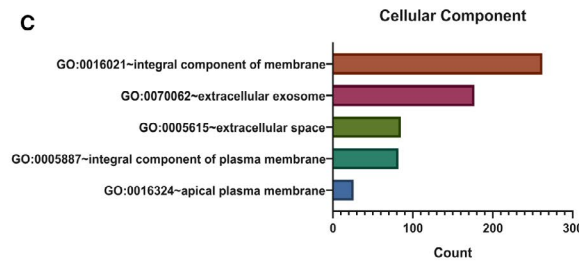 C
Cellular Component
GO:0016021~integral component of membrane
GO:0070062~extracellular exosome
GO:0005615~extracellular space
GO:0005887~integral component of plasma membrane
GO:0016324~apical plasma membrane
0 100 200 300
Count